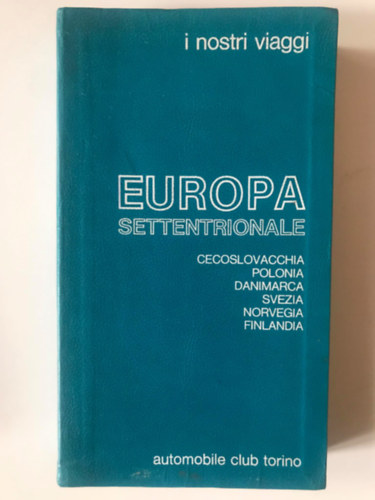 i nostri viaggi
EUROPA
SETTENTRIONALE
CECOSLOVACCHIA
POLONIA
DANIMARCA
SVEZIA
NORVEGIA
FINLANDIA
automobile club torino